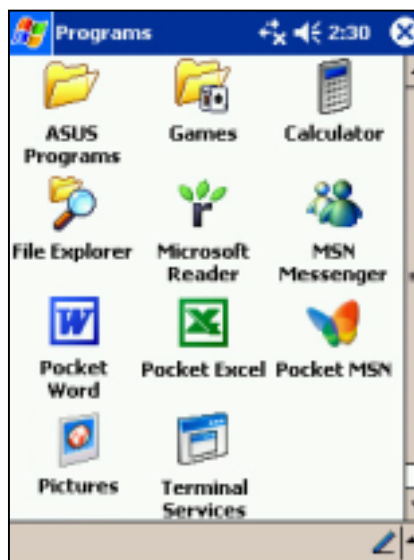 Programs 2:30
ASUS Programs
Games
Calculator
File Explorer
Microsoft Reader
MSN Messenger
Pocket Word
Pocket Excel
Pocket MSN
Pictures
Terminal Services